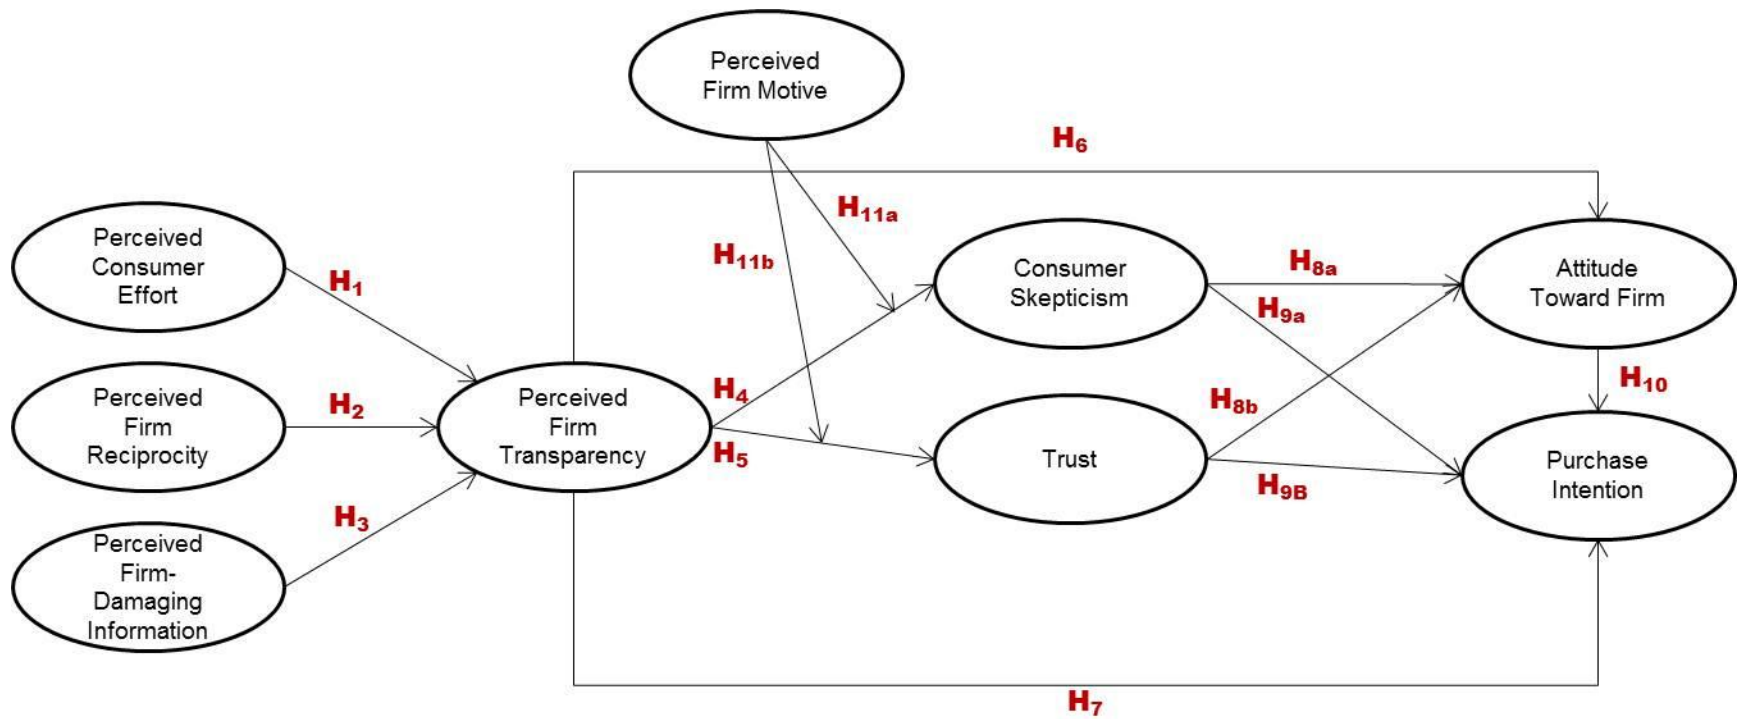 Perceived
Firm Motive
H6
H11a
H11b
Perceived
Consumer
Effort
H1
Consumer
Skepticism
H8a
H9a
Attitude
Toward Firm
H10
Perceived
Firm
Reciprocity
H2
Perceived
Firm
Transparency
H4
H5
Trust
H8b
H9B
Purchase
Intention
H3
Perceived
Firm-
Damaging
Information
H7